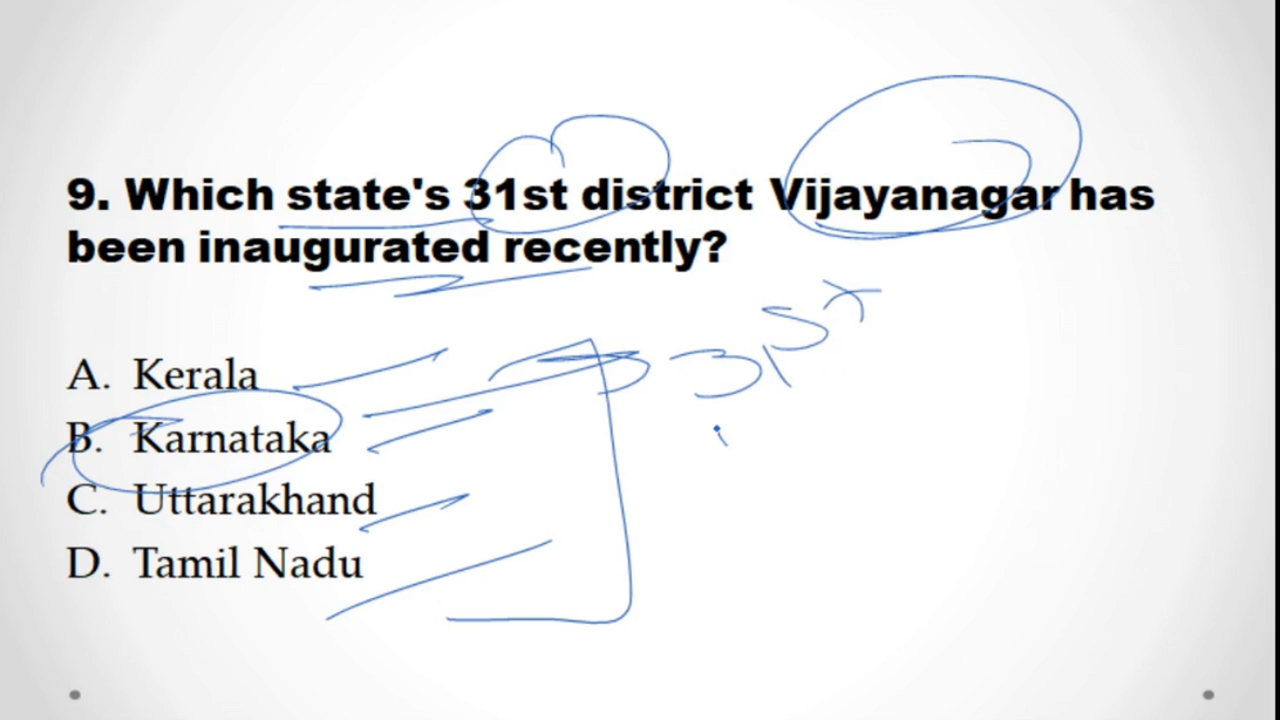 9. Which state's 31st district Vijayanagar has
been inaugurated recently?
A. Kerala
31st
B. Karnataka
C. Uttarakhand
D. Tamil Nadu